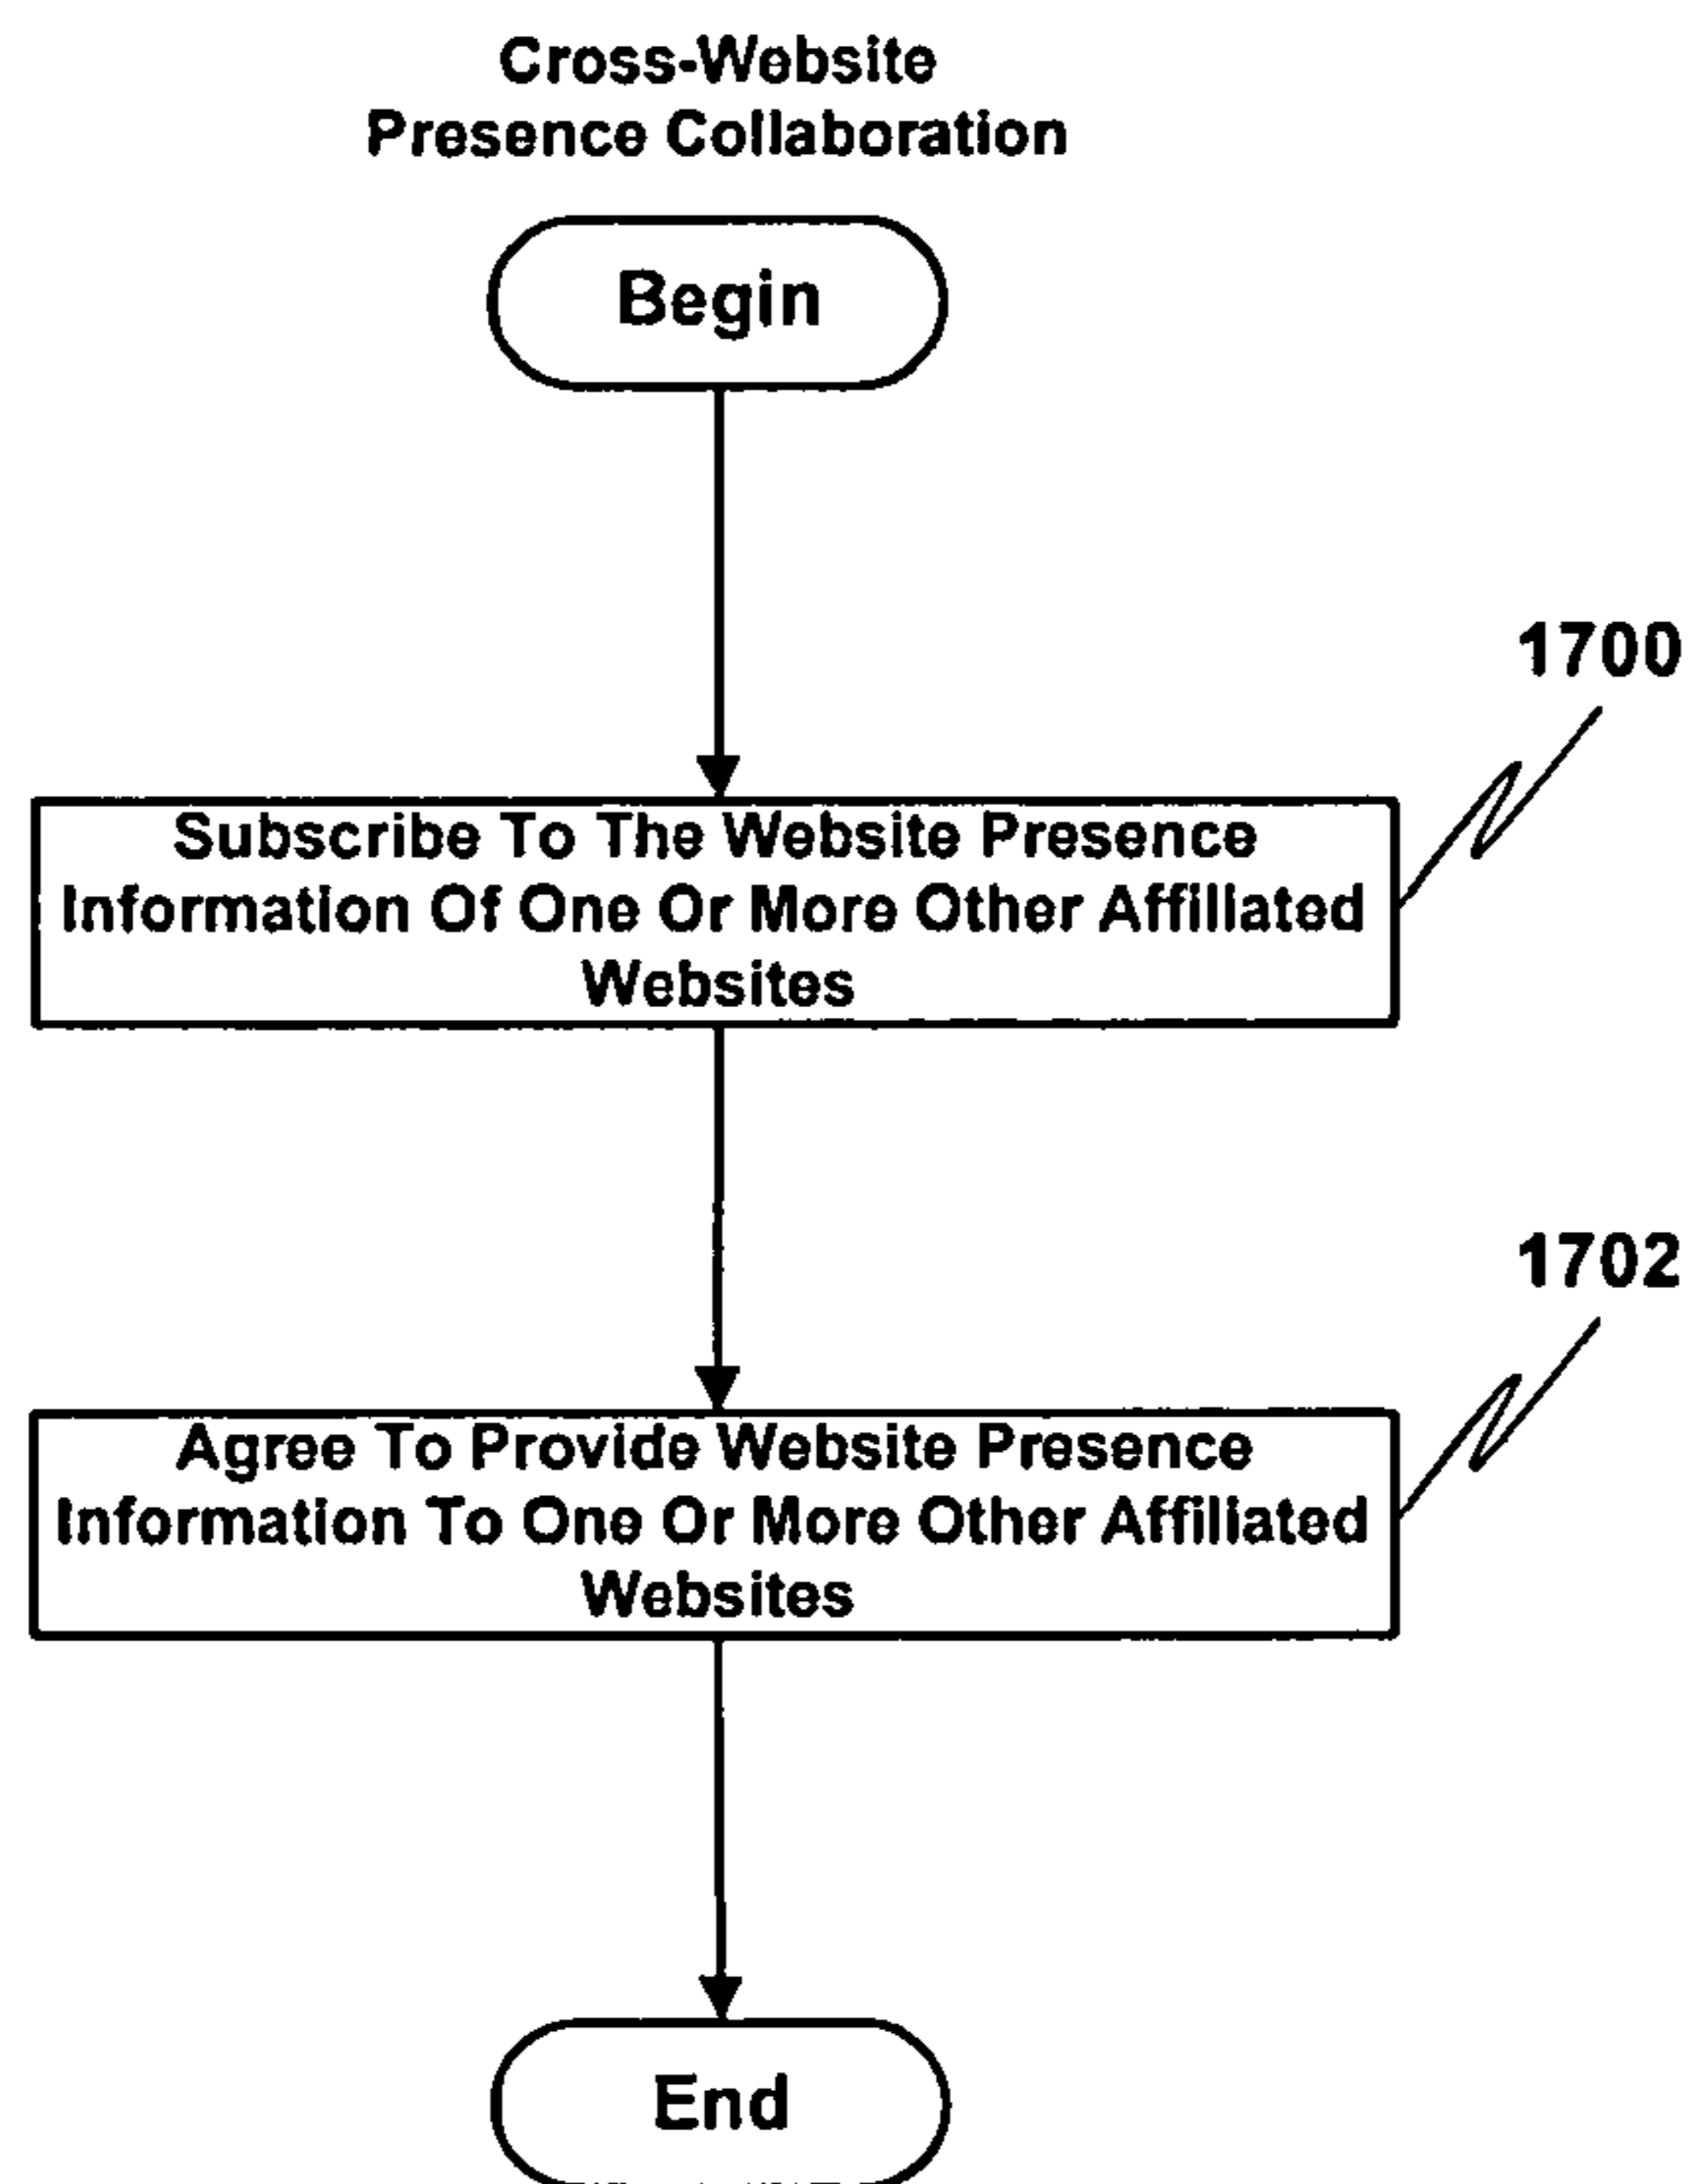 Cross-Website
Presence Collaboration
Begin
1700
Subscribe To The Website Presence
Information Of One Or More Other Affiliated
Websites
1702
Agree To Provide Website Presence
Information To One Or More Other Affiliated
Websites
End